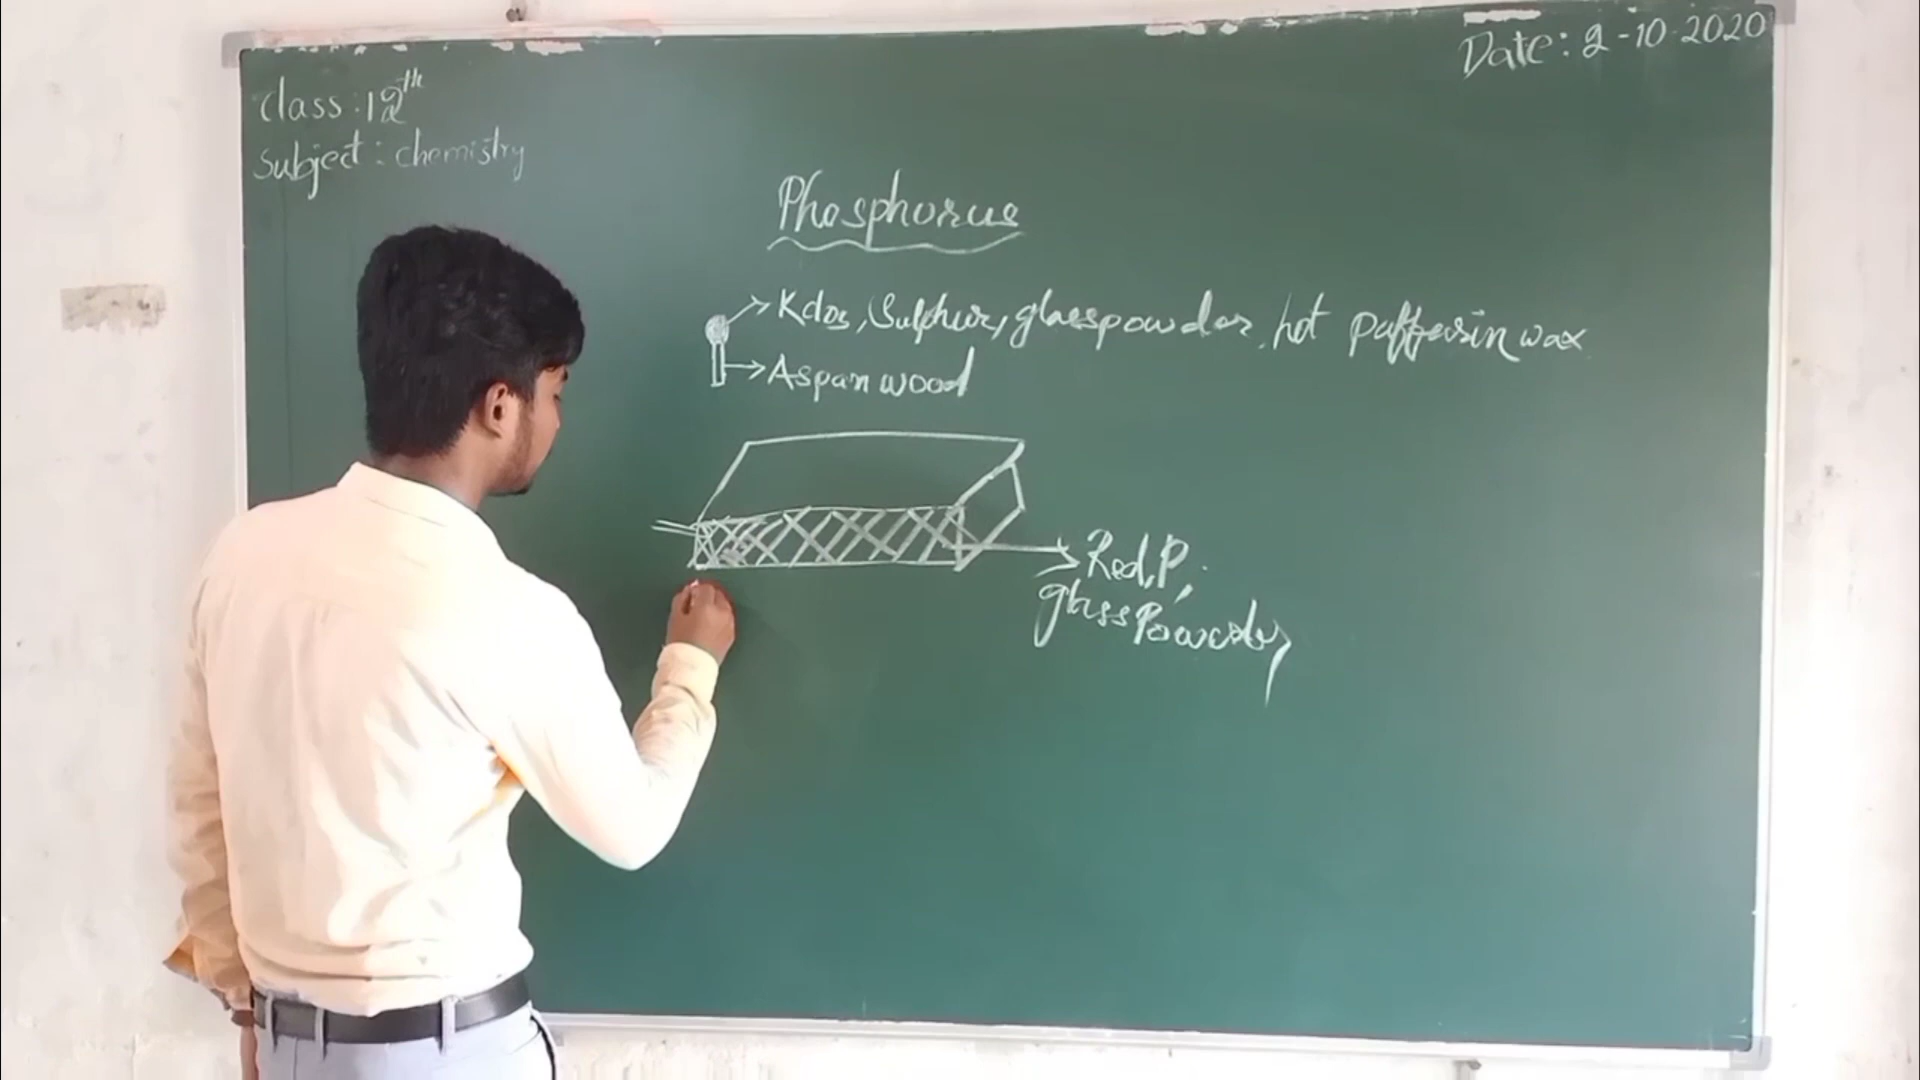 Class : 12th
Subject : chemistry
Date : 2-10-2020
Phosphorus
Kclo3, Sulphur, glass powder, hot pafferin wax
Aspan wood
Red, P,
glass Powder,